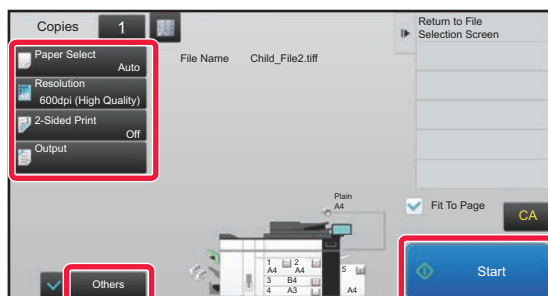 Copies 1
Return to File
Selection Screen
Paper Select
Auto
File Name Child_File2.tiff
Resolution
600dpi (High Quality)
2-Sided Print
Off
Output
Plain
A4
Fit To Page
CA
1 A4
2 A4
3 B4
4 A3
5 A4
Others
Start